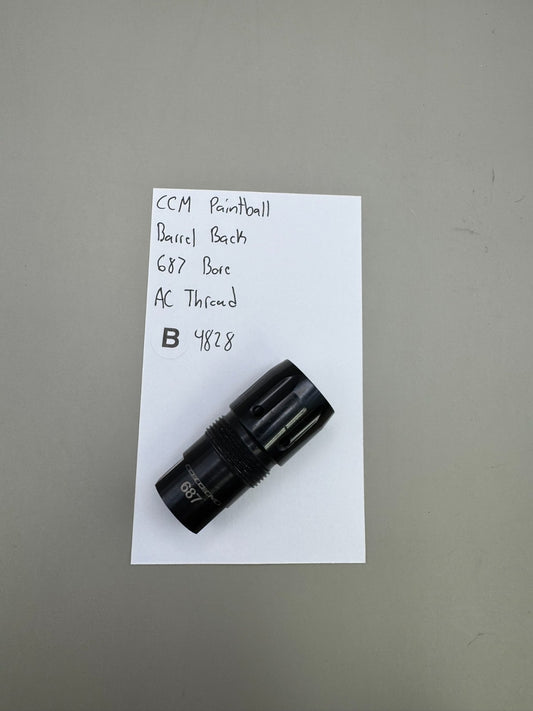 CCM Paintball
Barrel Back
687 Bore
AC Thread
B 4828
687